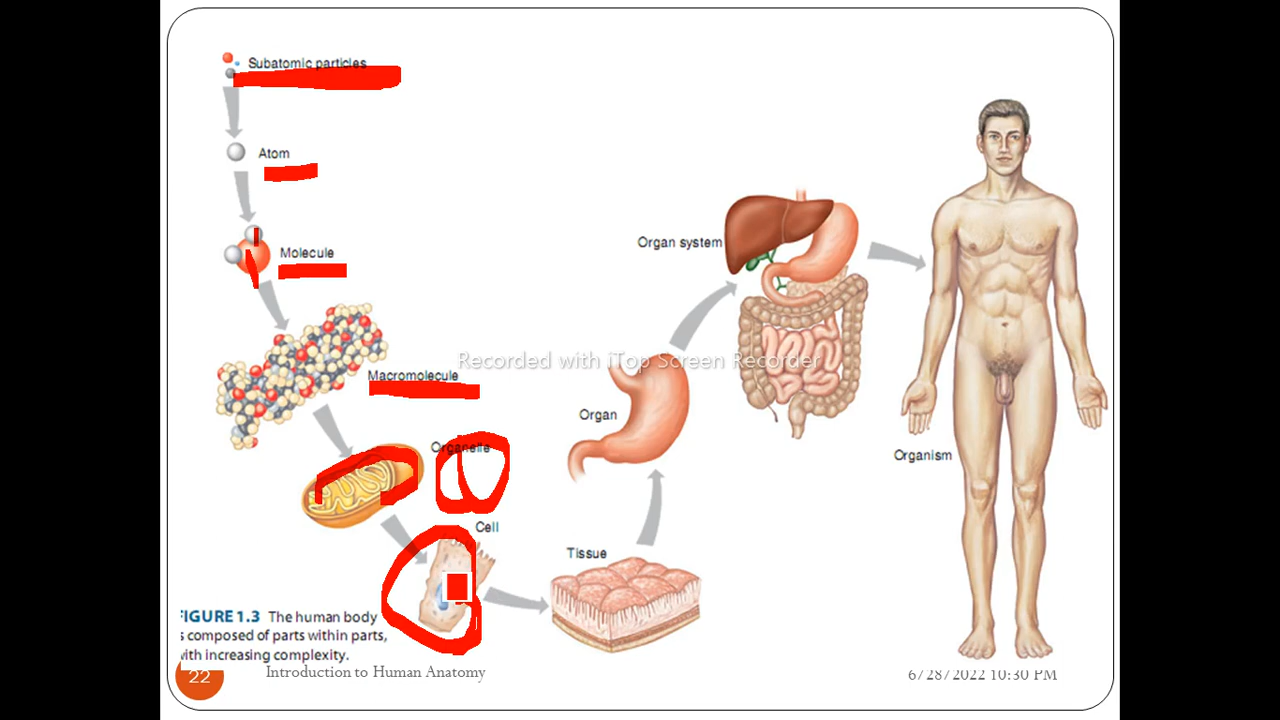 Subatomic particles
Atom
Molecule
Macromolecule
Organelle
Cell
Tissue
Organ
Organ system
Organism
Recorded with iTop Screen Recorder
FIGURE 1.3 The human body
s composed of parts within parts,
with increasing complexity.
22
Introduction to Human Anatomy
6/28/2022 10:30 PM